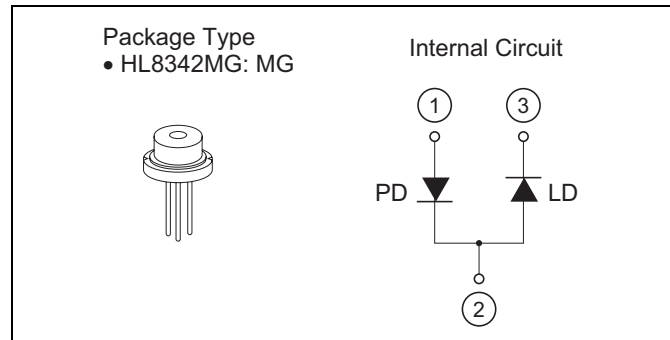 Package Type
• HL8342MG: MG
Internal Circuit
1
3
PD
LD
2